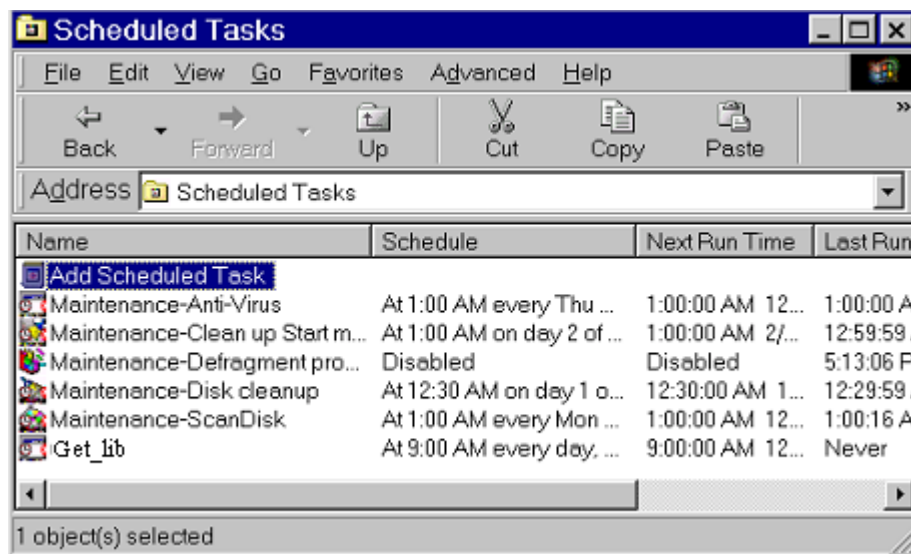 Scheduled Tasks
File Edit View Go Favorites Advanced Help
Back Forward Up Cut Copy Paste »
Address Scheduled Tasks
Name Schedule Next Run Time Last Run
Add Scheduled Task
Maintenance-Anti-Virus At 1:00 AM every Thu ... 1:00:00 AM 12... 1:00:00 A
Maintenance-Clean up Start m... At 1:00 AM on day 2 of ... 1:00:00 AM 2/... 12:59:59
Maintenance-Defragment pro... Disabled Disabled 5:13:06 P
Maintenance-Disk cleanup At 12:30 AM on day 1 o... 12:30:00 AM 1... 12:29:59
Maintenance-ScanDisk At 1:00 AM every Mon ... 1:00:00 AM 12... 1:00:16 A
Get_lib At 9:00 AM every day, ... 9:00:00 AM 12... Never
1 object(s) selected